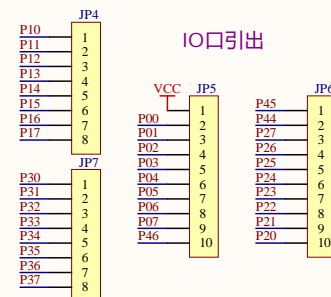 JP4
P10 1
P11 2
P12 3
P13 4
P14 5
P15 6
P16 7
P17 8
IO口引出
JP7
P30 1
P31 2
P32 3
P33 4
P34 5
P35 6
P36 7
P37 8
VCC JP5
1
P00 2
P01 3
P02 4
P03 5
P04 6
P05 7
P06 8
P07 9
P46 10
JP6
P45 1
P44 2
P27 3
P26 4
P25 5
P24 6
P23 7
P22 8
P21 9
P20 10